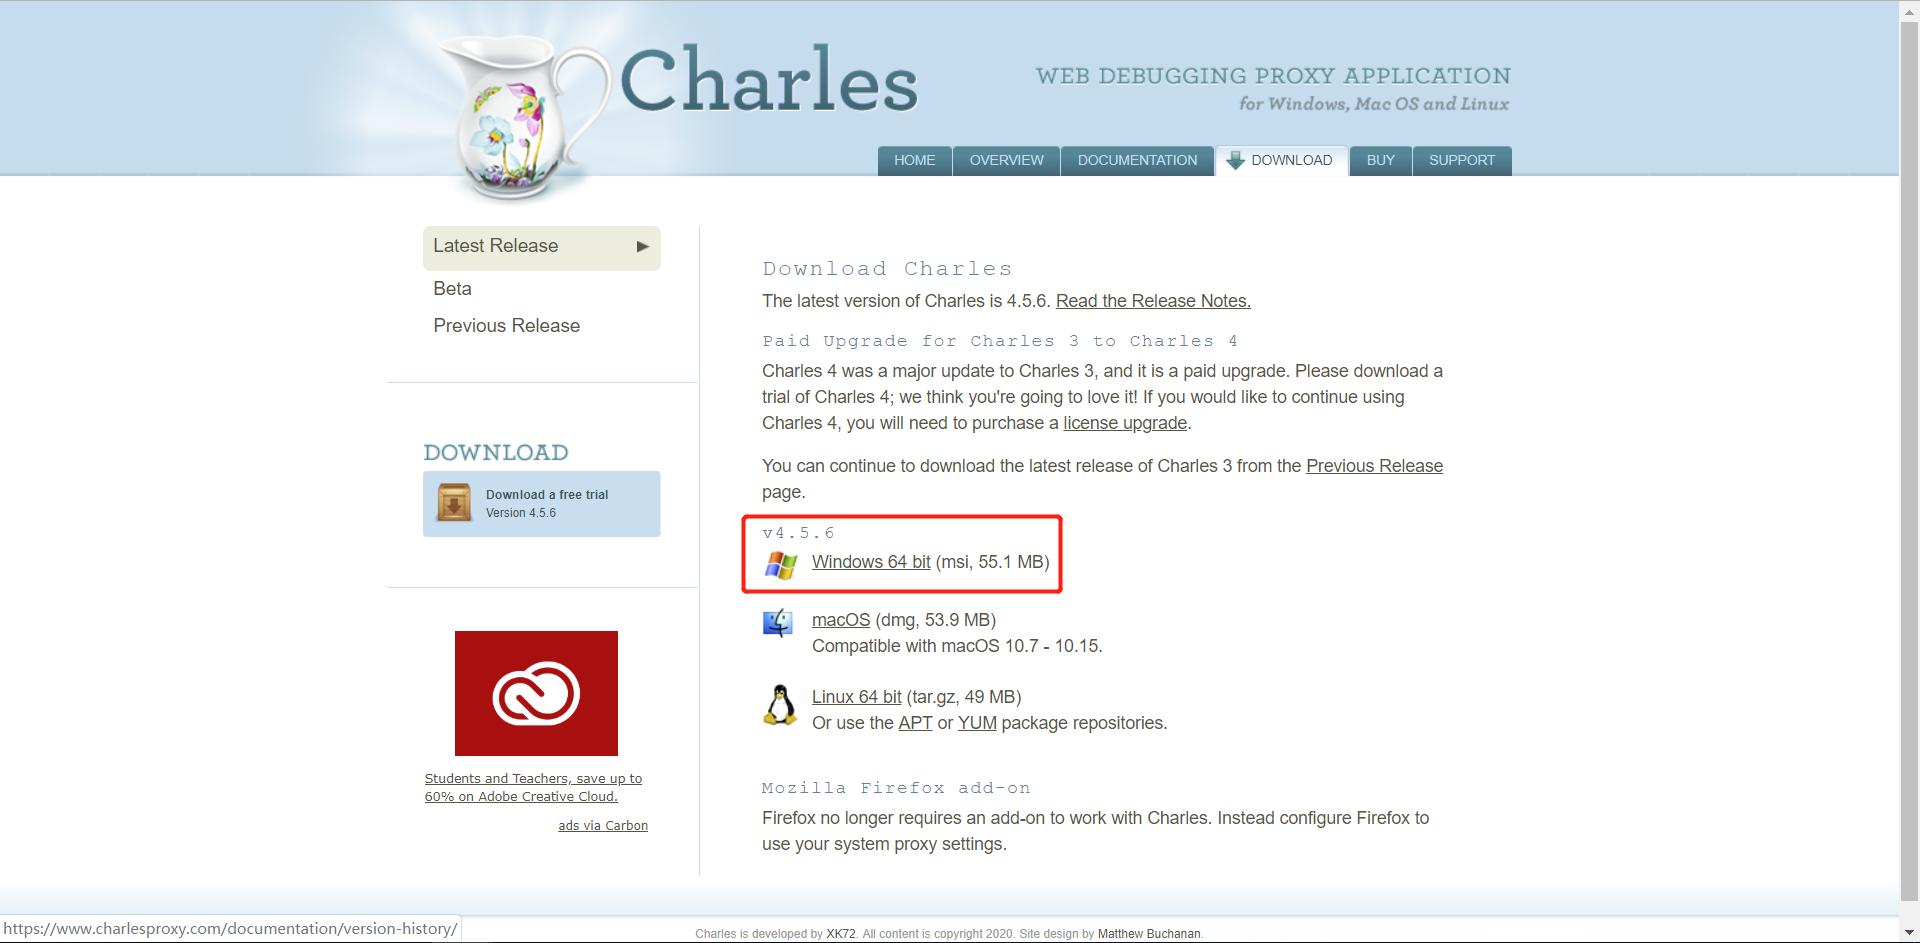 Charles
WEB DEBUGGING PROXY APPLICATION
for Windows, Mac OS and Linux
HOME
OVERVIEW
DOCUMENTATION
DOWNLOAD
BUY
SUPPORT
Latest Release
Beta
Previous Release
DOWNLOAD
Download a free trial
Version 4.5.6
Students and Teachers, save up to
60% on Adobe Creative Cloud.
ads via Carbon
Download Charles
The latest version of Charles is 4.5.6. Read the Release Notes.
Paid Upgrade for Charles 3 to Charles 4
Charles 4 was a major update to Charles 3, and it is a paid upgrade. Please download a
trial of Charles 4; we think you're going to love it! If you would like to continue using
Charles 4, you will need to purchase a license upgrade.
You can continue to download the latest release of Charles 3 from the Previous Release
page.
v4.5.6
Windows 64 bit (msi, 55.1 MB)
macOS (dmg, 53.9 MB)
Compatible with macOS 10.7 - 10.15.
Linux 64 bit (tar.gz, 49 MB)
Or use the APT or YUM package repositories.
Mozilla Firefox add-on
Firefox no longer requires an add-on to work with Charles. Instead configure Firefox to
use your system proxy settings.
https://www.charlesproxy.com/documentation/version-history/
Charles is developed by XK72. All content is copyright 2020. Site design by Matthew Buchanan.